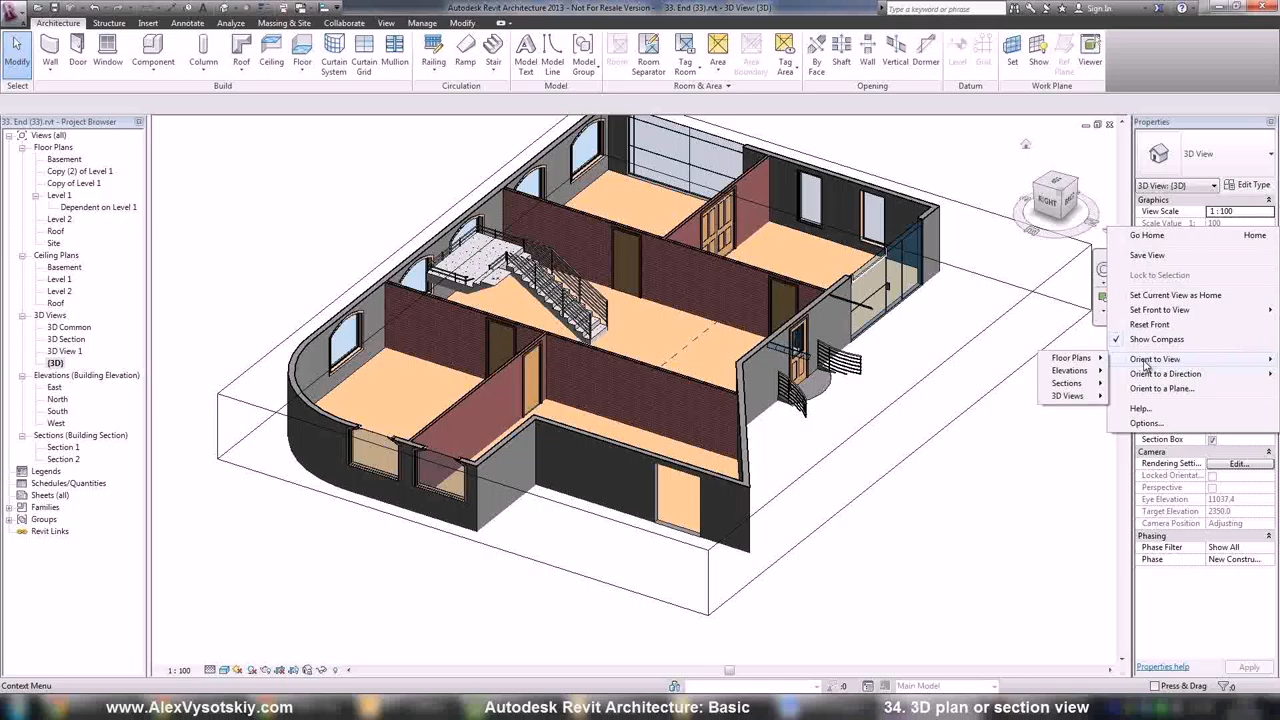 Autodesk Revit Architecture 2013 - Not For Resale Version - 33. End (33).rvt - 3D View: {3D}
Type a keyword or phrase
Sign In
Architecture Structure Insert Annotate Analyze Massing & Site Collaborate View Manage Modify
Modify Wall Door Window Component Column Roof Ceiling Floor Curtain System Curtain Grid Mullion Railing Ramp Stair Model Text Model Line Model Group Room Room Separator Tag Room Area Area Boundary Tag Area By Face Shaft Wall Vertical Dormer Level Grid Set Show Ref Plane Viewer
Select Build Circulation Model Room & Area Opening Datum Work Plane
33. End (33).rvt - Project Browser
Views (all)
Floor Plans
Basement
Copy (2) of Level 1
Copy of Level 1
Level 1
Dependent on Level 1
Level 2
Roof
Site
Ceiling Plans
Basement
Level 1
Level 2
Roof
3D Views
3D Common
3D Section
3D View 1
{3D}
Elevations (Building Elevation)
East
North
South
West
Sections (Building Section)
Section 1
Section 2
Legends
Schedules/Quantities
Sheets (all)
Families
Groups
Revit Links
RIGHT
Properties
3D View
3D View: {3D}
Edit Type
Graphics
View Scale 1 : 100
Scale Value 1: 100
Go Home Home
Save View
Lock to Selection
Set Current View as Home
Set Front to View
Reset Front
Show Compass
Orient to View
Orient to a Direction
Orient to a Plane...
Help...
Options...
Floor Plans
Elevations
Sections
3D Views
Section Box
Camera
Rendering Setti... Edit...
Locked Orientat...
Perspective
Eye Elevation 11037.4
Target Elevation 2350.0
Camera Position Adjusting
Phasing
Phase Filter Show All
Phase New Constru...
Properties help Apply
1 : 100
Context Menu
:0
Main Model
Press & Drag
:0
www.AlexVysotskiy.com Autodesk Revit Architecture: Basic 34. 3D plan or section view